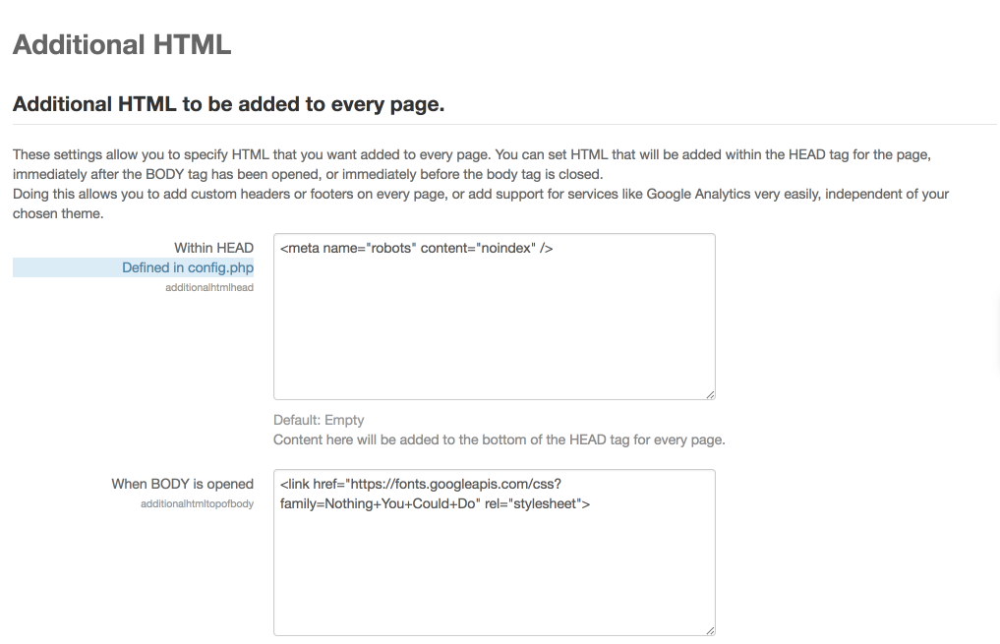 Additional HTML
Additional HTML to be added to every page.
These settings allow you to specify HTML that you want added to every page. You can set HTML that will be added within the HEAD tag for the page,
immediately after the BODY tag has been opened, or immediately before the body tag is closed.
Doing this allows you to add custom headers or footers on every page, or add support for services like Google Analytics very easily, independent of your
chosen theme.
Within HEAD
Defined in config.php
additionalhtmlhead
<meta name="robots" content="noindex" />
Default: Empty
Content here will be added to the bottom of the HEAD tag for every page.
When BODY is opened
additionalhtmltopofbody
<link href="https://fonts.googleapis.com/css?
family=Nothing+You+Could+Do" rel="stylesheet">